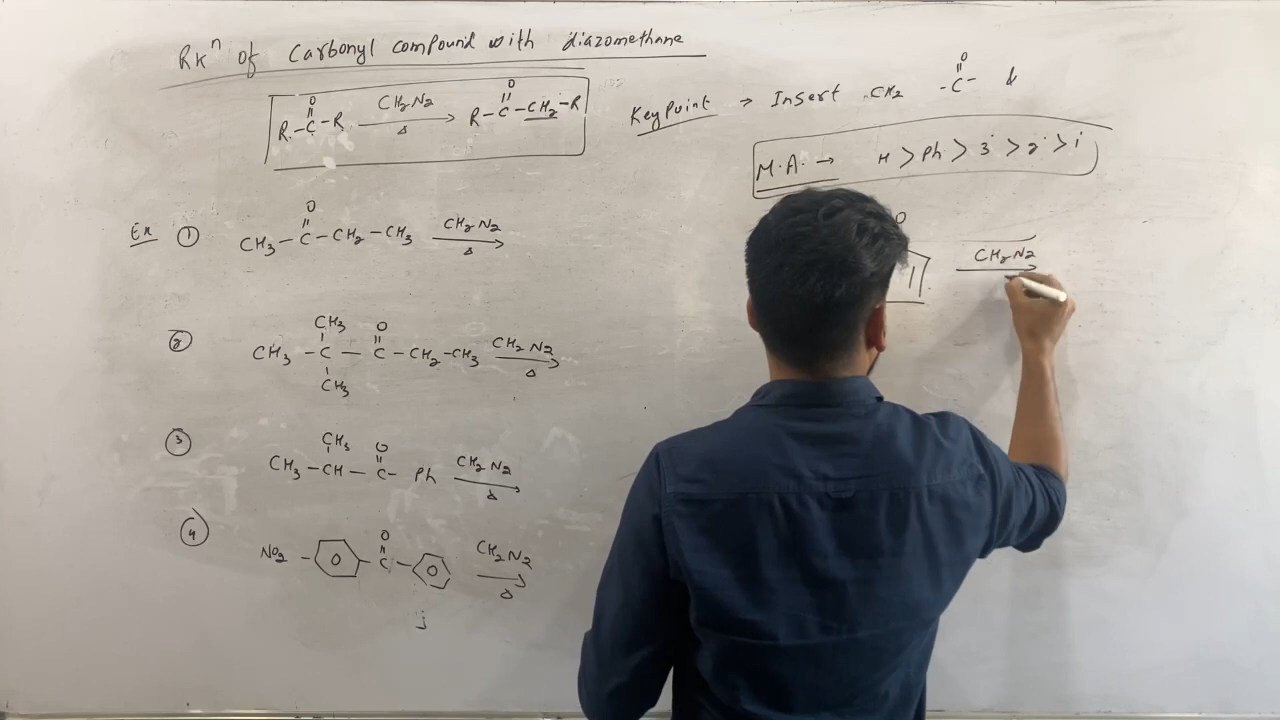 Rxⁿ of Carbonyl compound with diazomethane
O
||
R-C-R CH₂N₂ Δ → R-C-CH₂-R
O
||
Key Point → Insert CH₂ -C- &
O
||
M.A. → H > Ph > 3° > 2° > 1°
Ex ① CH₃-C-CH₂-CH₃ CH₂N₂ Δ →
O
||
② CH₃-C-C-CH₂-CH₃ CH₂N₂ Δ →
CH₃
O
||
CH₃
③ CH₃-CH-C-Ph CH₂N₂ Δ →
CH₃
O
||
④ NO₂- O -C- O CH₂N₂ Δ →
O
||
j
O
CH₂N₂ →